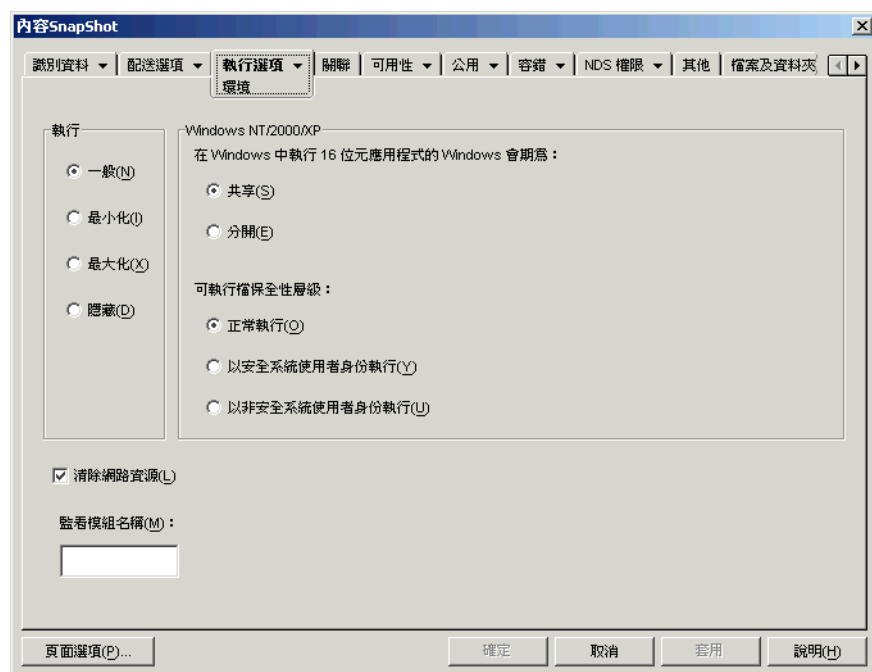 內容SnapShot
識別資料 配送選項 執行選項 關聯 可用性 公用 容錯 NDS 權限 其他 檔案及資料夾
環境
執行
一般(N)
最小化(I)
最大化(X)
隱藏(D)
Windows NT/2000/XP
在 Windows 中執行 16 位元應用程式的 Windows 會期為：
共享(S)
分開(E)
可執行檔保全性層級：
正常執行(O)
以安全系統使用者身份執行(Y)
以非安全系統使用者身份執行(U)
清除網路資源(L)
監看模組名稱(M)：
頁面選項(P)... 確定 取消 套用 說明(H)